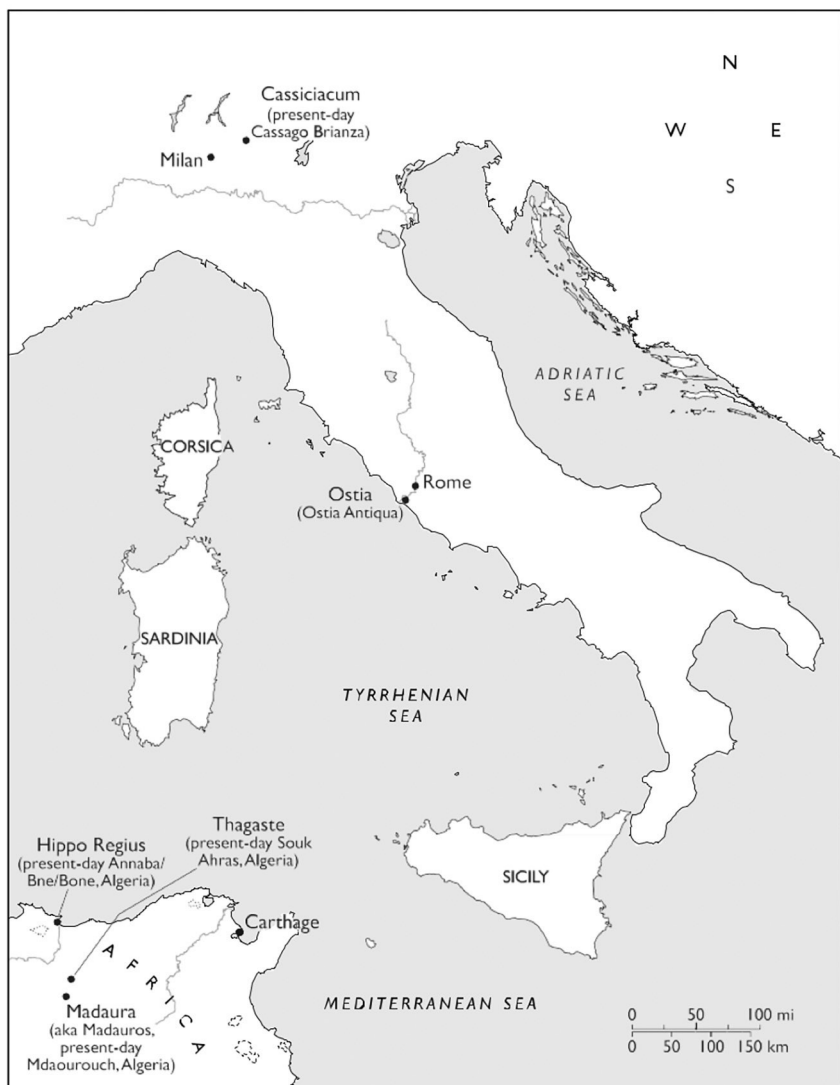 N
W E
S
Cassiciacum
(present-day
Cassago Brianza)
Milan
ADRIATIC
SEA
CORSICA
Rome
Ostia
(Ostia Antiqua)
SARDINIA
TYRRHENIAN
SEA
Thagaste
(present-day Souk
Ahras, Algeria)
Hippo Regius
(present-day Annaba/
Bne/Bone, Algeria)
SICILY
Carthage
AFRICA
Madaura
(aka Madauros,
present-day
Mdaourouch, Algeria)
MEDITERRANEAN SEA
0 50 100 mi
0 50 100 150 km